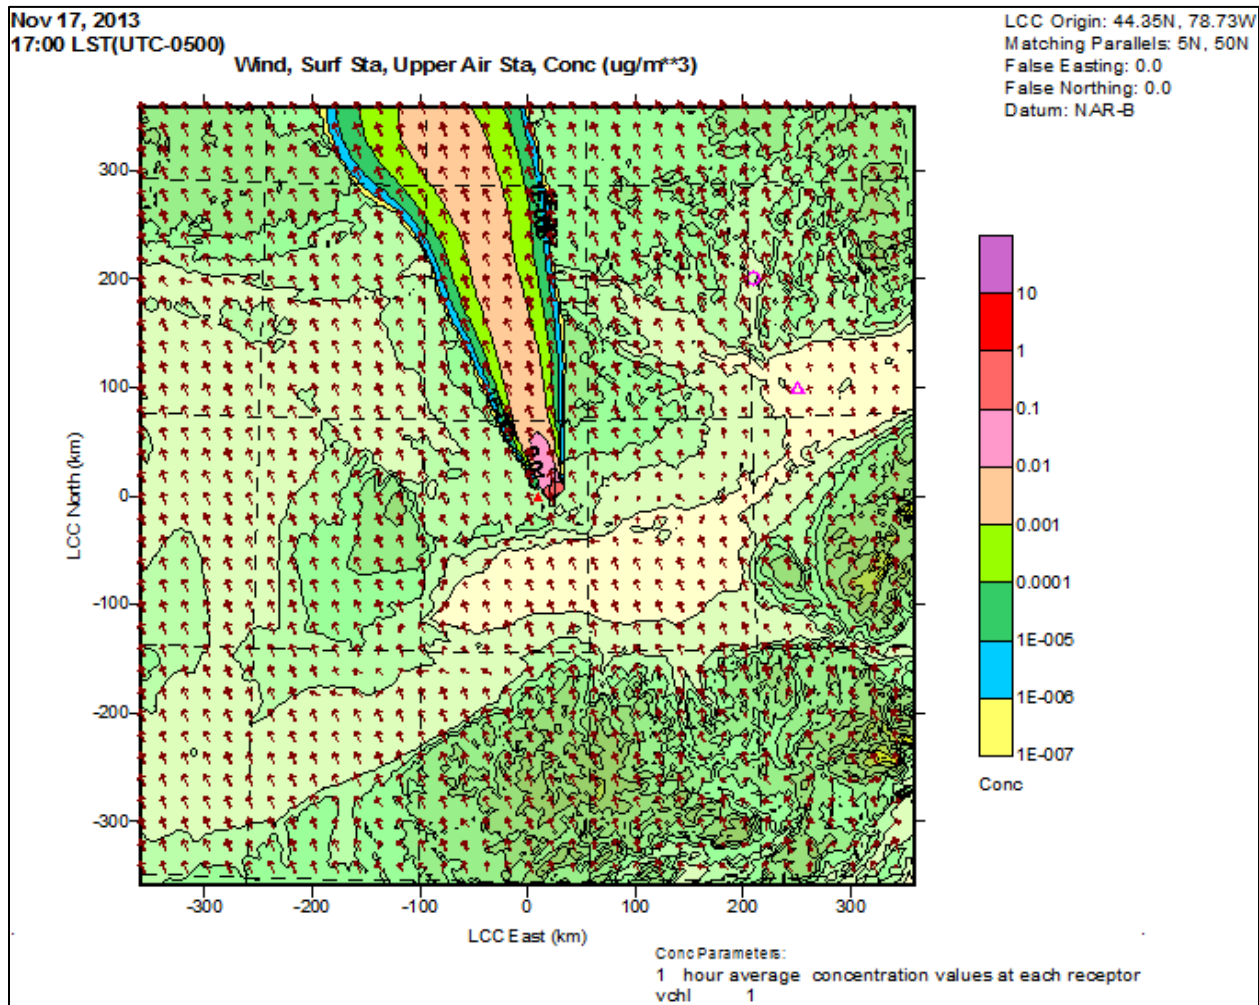 Nov 17, 2013
17:00 LST(UTC-0500)
Wind, Surf Sta, Upper Air Sta, Conc (ug/m**3)
LCC Origin: 44.35N, 78.73W
Matching Parallels: 5N, 50N
False Easting: 0.0
False Northing: 0.0
Datum: NAR-B
300
200
100
0
-100
-200
-300
LCC North (km)
-300
-200
-100
0
100
200
300
LCC East (km)
10
1
0.1
0.01
0.001
0.0001
1E-005
1E-006
1E-007
Conc
Conc Parameters:
1 hour average concentration values at each receptor
vchl 1